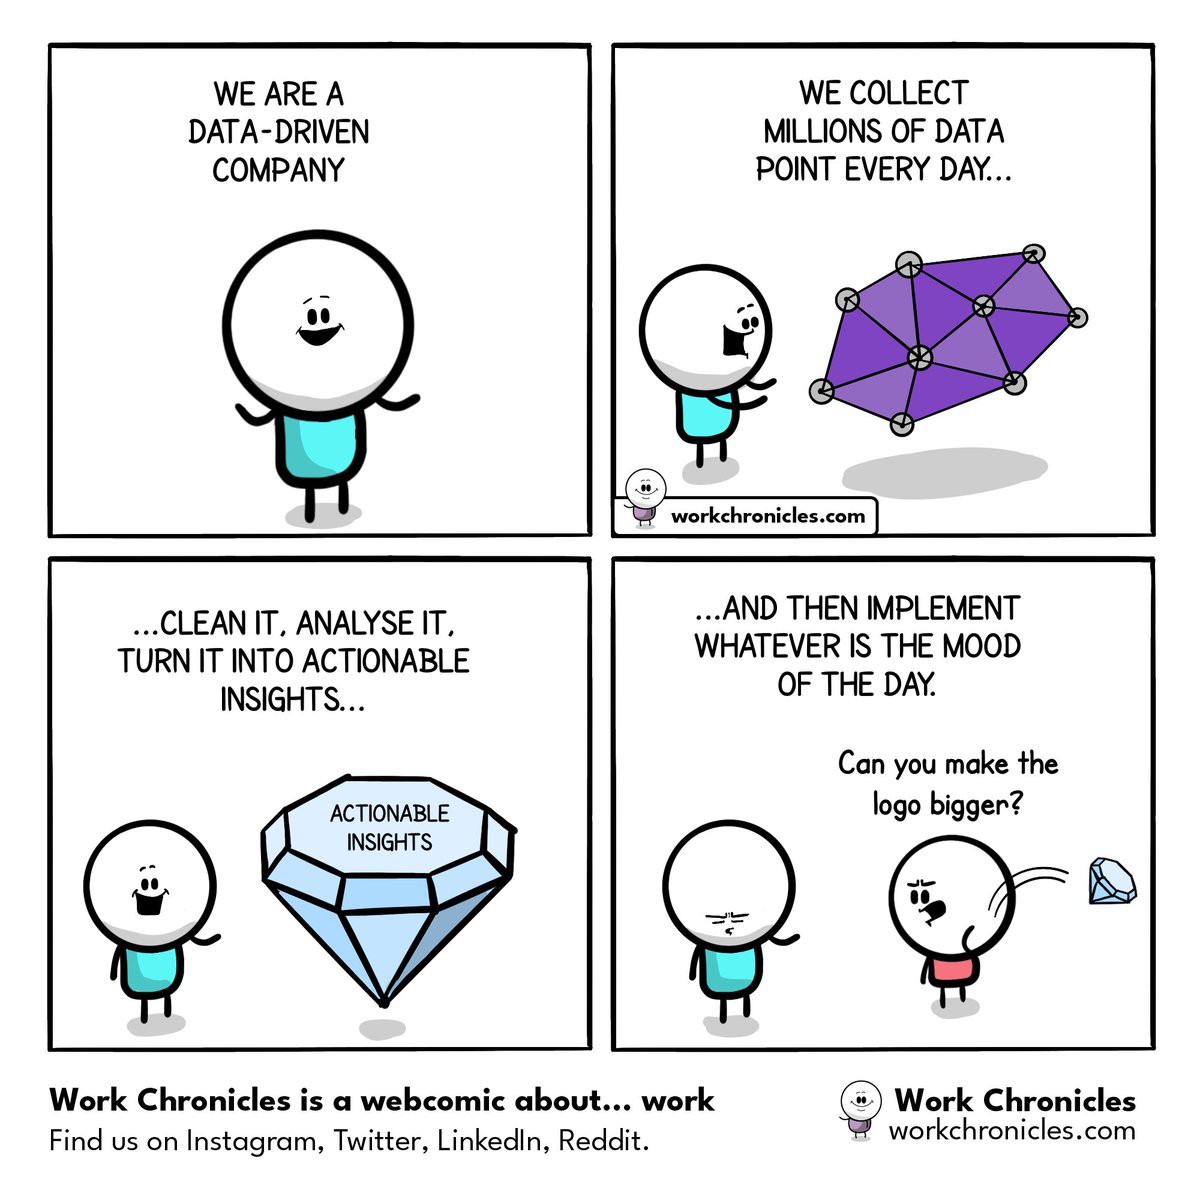 WE ARE A
DATA-DRIVEN
COMPANY
WE COLLECT
MILLIONS OF DATA
POINT EVERY DAY...
workchronicles.com
...CLEAN IT, ANALYSE IT,
TURN IT INTO ACTIONABLE
INSIGHTS...
ACTIONABLE
INSIGHTS
...AND THEN IMPLEMENT
WHATEVER IS THE MOOD
OF THE DAY.
Can you make the
logo bigger?
Work Chronicles is a webcomic about... work
Find us on Instagram, Twitter, LinkedIn, Reddit.
Work Chronicles
workchronicles.com